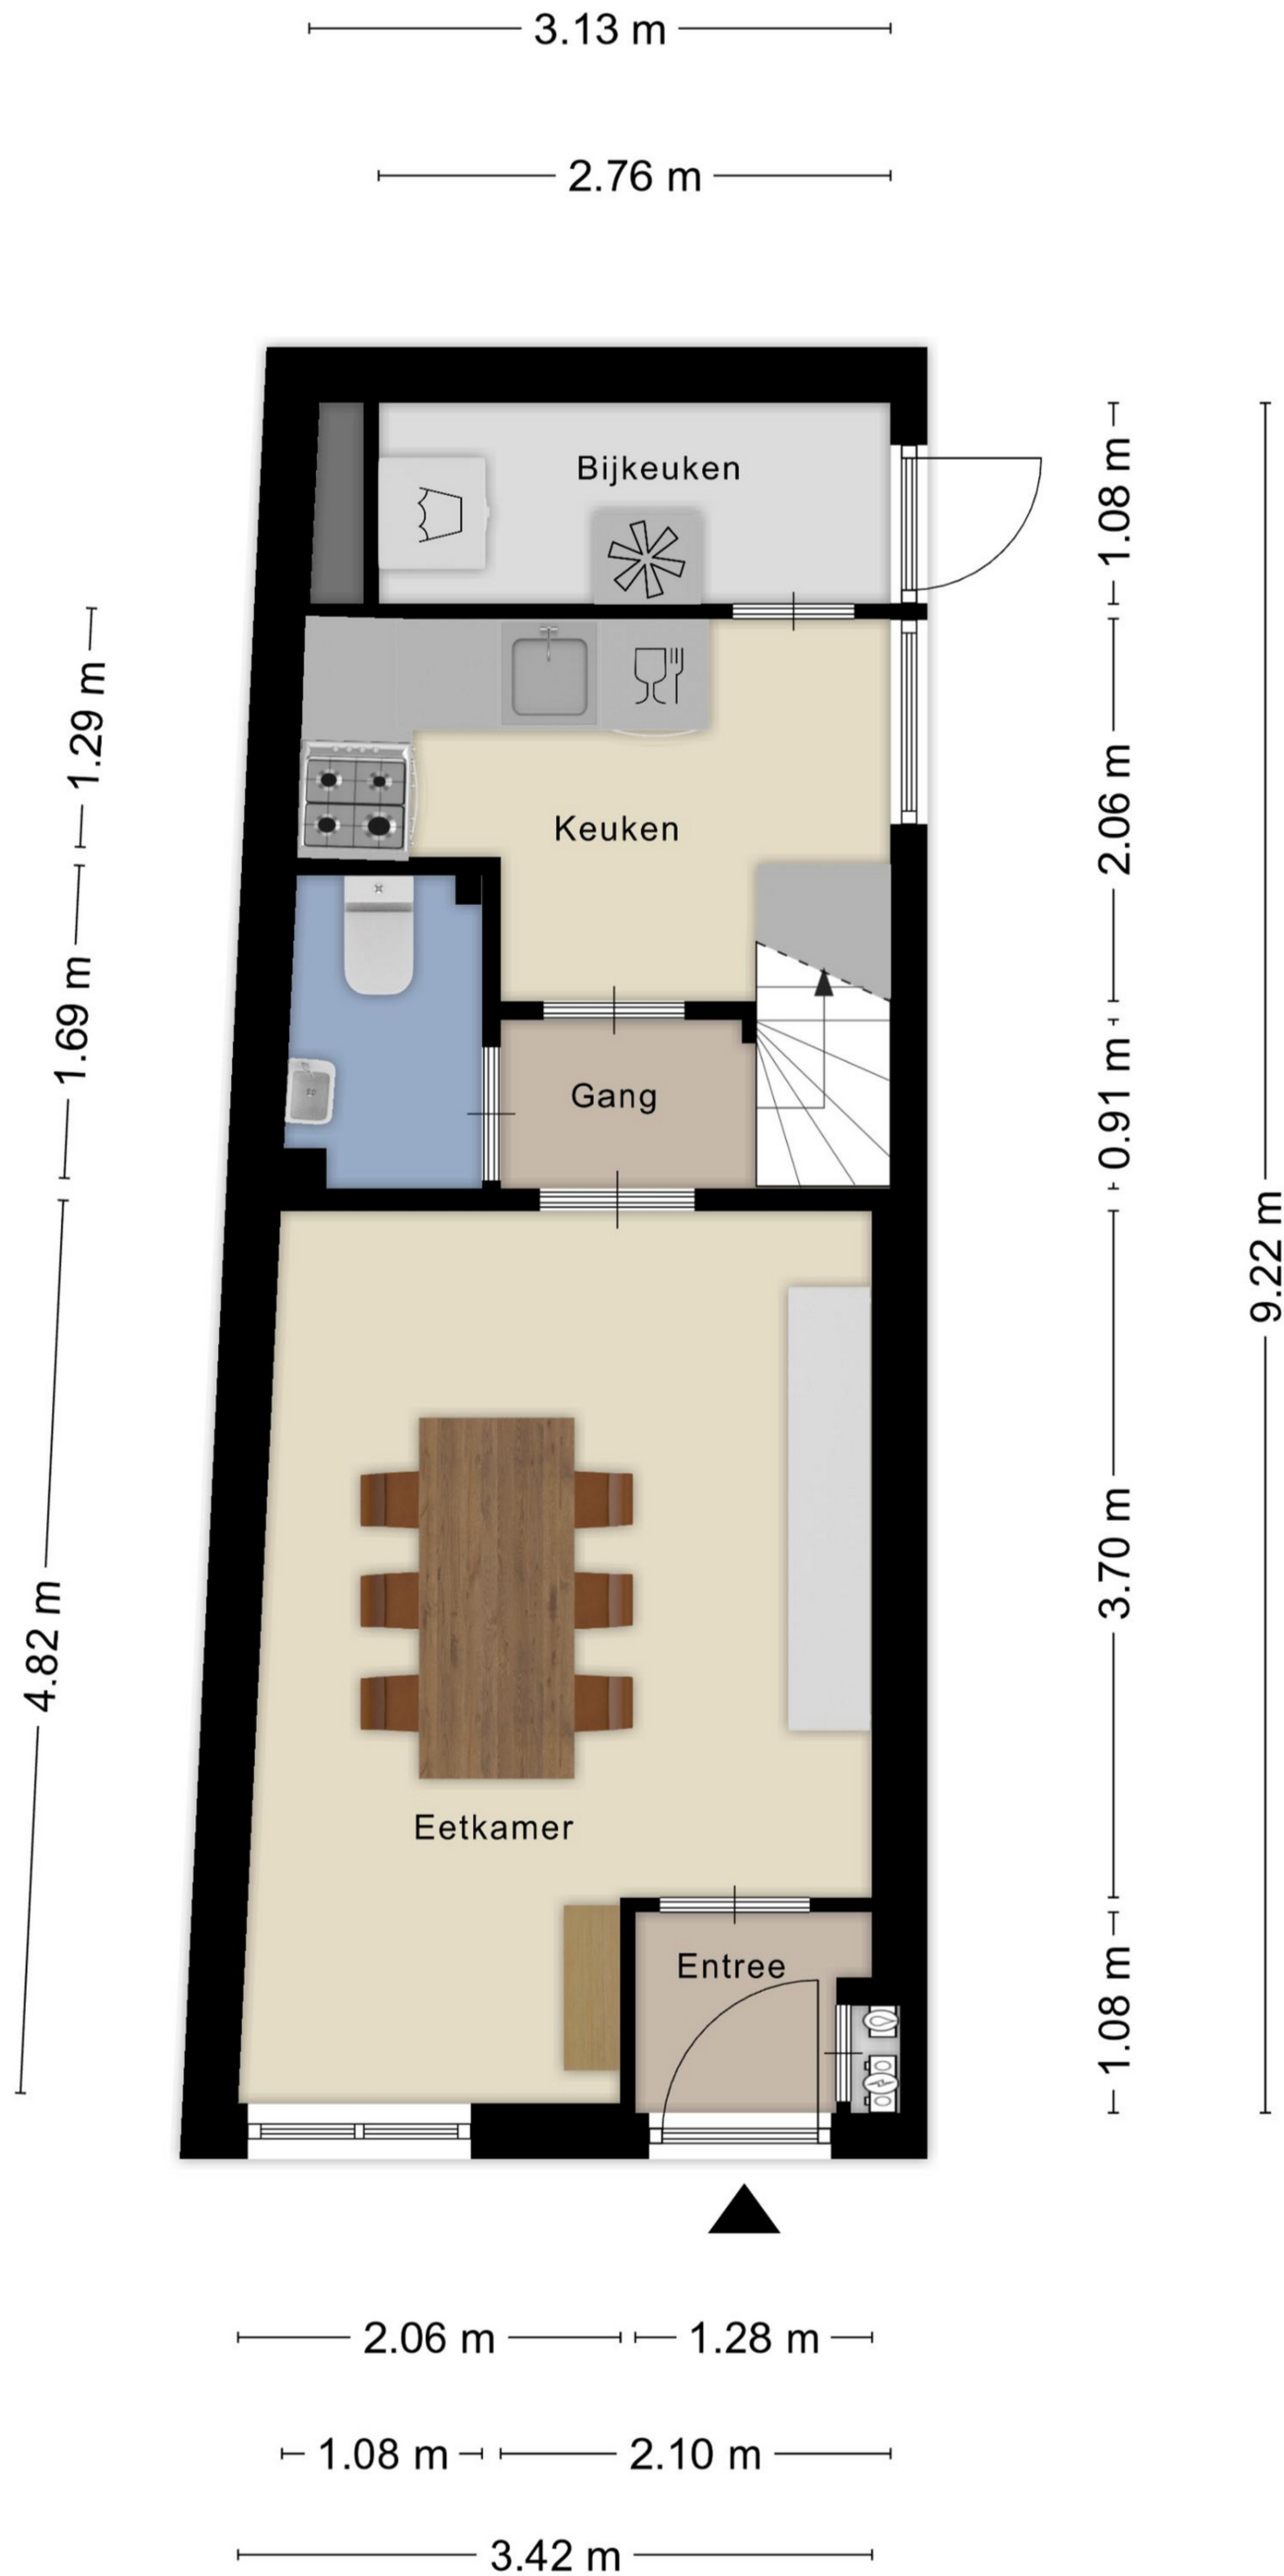 3.13 m
2.76 m
Bijkeuken
1.08 m
1.29 m
Keuken
2.06 m
1.69 m
Gang
0.91 m
9.22 m
3.70 m
4.82 m
Eetkamer
Entree
1.08 m
2.06 m
1.28 m
1.08 m
2.10 m
3.42 m